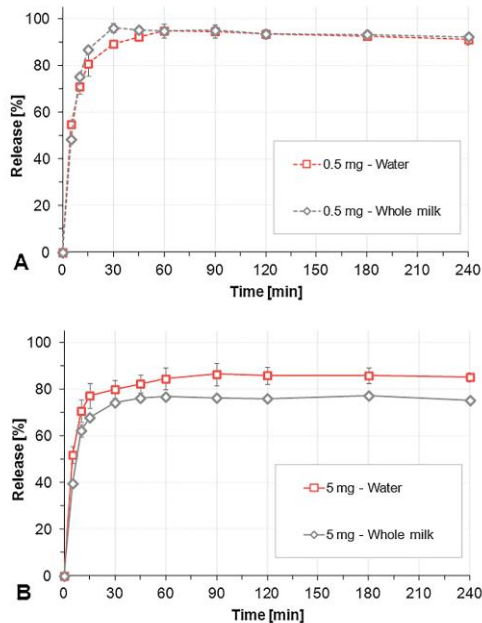 100
80
60
40
20
0
Release [%]
0.5 mg - Water
0.5 mg - Whole milk
0 30 60 90 120 150 180 210 240
Time [min]
A
100
80
60
40
20
0
Release [%]
5 mg - Water
5 mg - Whole milk
0 30 60 90 120 150 180 210 240
Time [min]
B